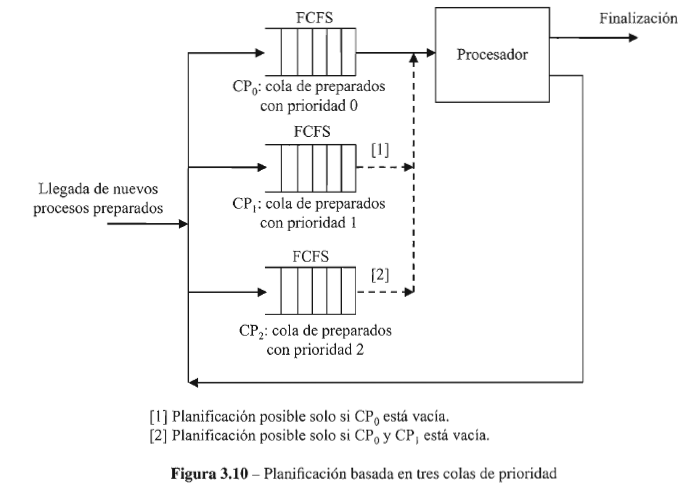 FCFS
Finalización
Procesador
CP0: cola de preparados
con prioridad 0
FCFS
[1]
Llegada de nuevos
procesos preparados
CP1: cola de preparados
con prioridad 1
FCFS
[2]
CP2: cola de preparados
con prioridad 2
[1] Planificación posible solo si CP0 está vacía.
[2] Planificación posible solo si CP0 y CP1 está vacía.
Figura 3.10 – Planificación basada en tres colas de prioridad